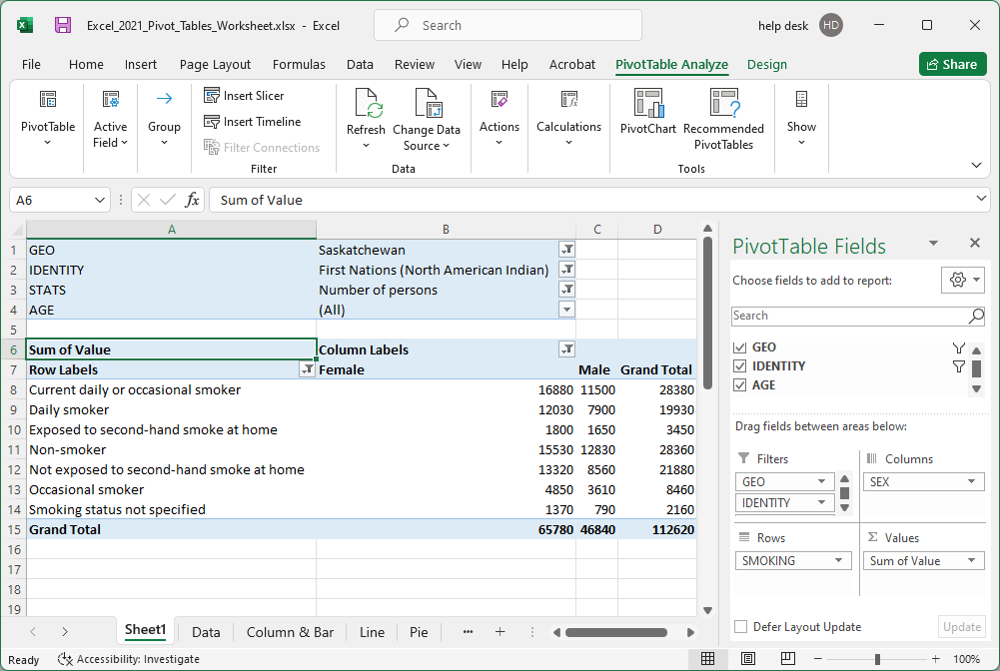 Excel_2021_Pivot_Tables_Worksheet.xlsx - Excel
Search
help desk HD
File Home Insert Page Layout Formulas Data Review View Help Acrobat PivotTable Analyze Design Share
PivotTable
Active
Field
Group
Insert Slicer
Insert Timeline
Filter Connections
Filter
Refresh
Change Data
Source
Data
Actions
Calculations
PivotChart
Recommended
PivotTables
Tools
Show
A6 fx Sum of Value
A B C D
1 GEO Saskatchewan
2 IDENTITY First Nations (North American Indian)
3 STATS Number of persons
4 AGE (All)
5
6 Sum of Value Column Labels
7 Row Labels Female Male Grand Total
8 Current daily or occasional smoker 16880 11500 28380
9 Daily smoker 12030 7900 19930
10 Exposed to second-hand smoke at home 1800 1650 3450
11 Non-smoker 15530 12830 28360
12 Not exposed to second-hand smoke at home 13320 8560 21880
13 Occasional smoker 4850 3610 8460
14 Smoking status not specified 1370 790 2160
15 Grand Total 65780 46840 112620
16
17
18
19
PivotTable Fields
Choose fields to add to report:
Search
GEO
IDENTITY
AGE
Drag fields between areas below:
Filters
GEO
IDENTITY
Columns
SEX
Rows
SMOKING
Σ Values
Sum of Value
Defer Layout Update Update
Sheet1 Data Column & Bar Line Pie ...
Ready Accessibility: Investigate 100%